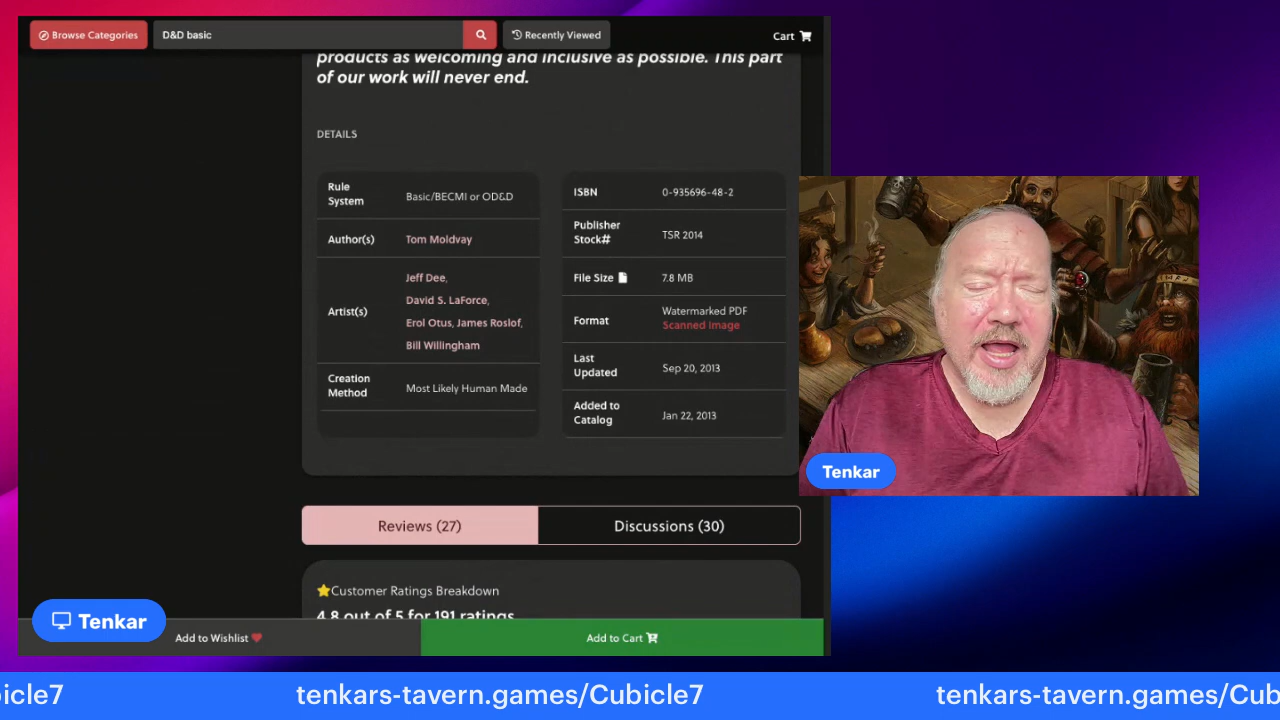 Browse Categories
D&D basic
Recently Viewed
Cart
products as welcoming and inclusive as possible. This part
of our work will never end.
DETAILS
Rule
System
Basic/BECMI or OD&D
Author(s)
Tom Moldvay
Artist(s)
Jeff Dee,
David S. LaForce,
Erol Otus, James Roslof,
Bill Willingham
Creation
Method
Most Likely Human Made
ISBN
0-935696-48-2
Publisher
Stock#
TSR 2014
File Size
7.8 MB
Format
Watermarked PDF
Scanned Image
Last
Updated
Sep 20, 2013
Added to
Catalog
Jan 22, 2013
Reviews (27)
Discussions (30)
Customer Ratings Breakdown
4.8 out of 5 for 191 ratings
Add to Wishlist
Add to Cart
Tenkar
Tenkar
bicle7
tenkars-tavern.games/Cubicle7
tenkars-tavern.games/Cub